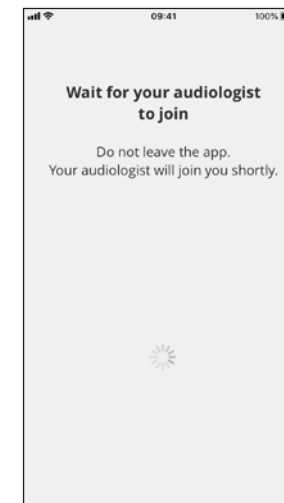 09:41 100%
Wait for your audiologist
to join
Do not leave the app.
Your audiologist will join you shortly.